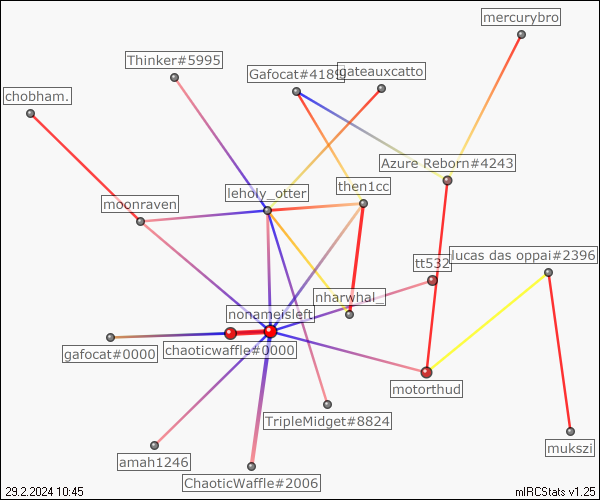 mercurybro
Thinker#5995
Gafocat#4189
gateauxcatto
chobham.
Azure Reborn#4243
leholy_otter
then1cc
moonraven
lucas das oppai#2396
tt532
nharwhal_
nonameisleft
chaoticwaffle#0000
gafocat#0000
motorthud
TripleMidget#8824
mukszi
amah1246
ChaoticWaffle#2006
29.2.2024 10:45
mIRCStats v1.25